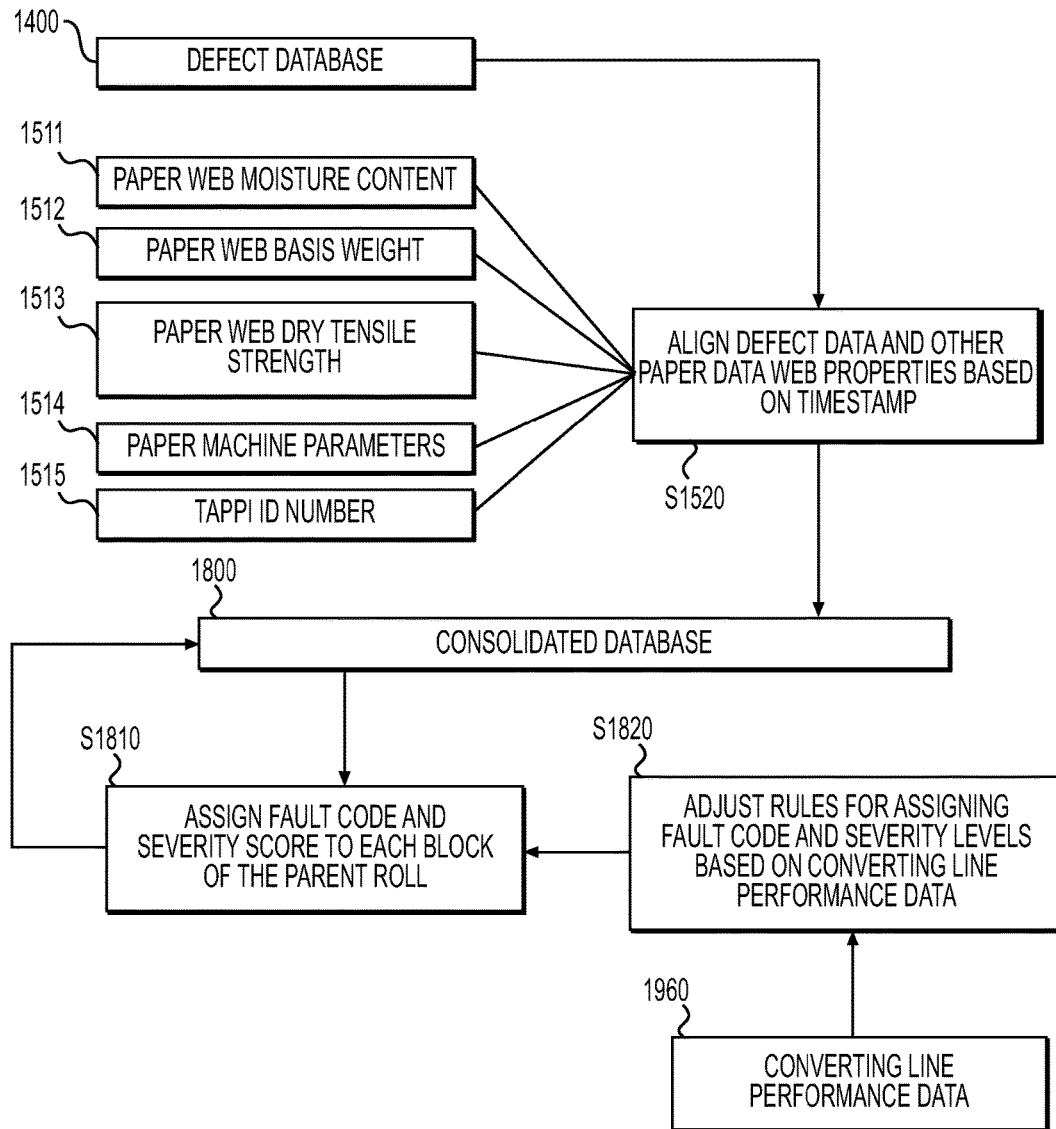 1400
DEFECT DATABASE
1511
PAPER WEB MOISTURE CONTENT
1512
PAPER WEB BASIS WEIGHT
1513
PAPER WEB DRY TENSILE
STRENGTH
1514
PAPER MACHINE PARAMETERS
1515
TAPPI ID NUMBER
ALIGN DEFECT DATA AND OTHER
PAPER DATA WEB PROPERTIES BASED
ON TIMESTAMP
S1520
1800
CONSOLIDATED DATABASE
S1810
ASSIGN FAULT CODE AND
SEVERITY SCORE TO EACH BLOCK
OF THE PARENT ROLL
S1820
ADJUST RULES FOR ASSIGNING
FAULT CODE AND SEVERITY LEVELS
BASED ON CONVERTING LINE
PERFORMANCE DATA
1960
CONVERTING LINE
PERFORMANCE DATA